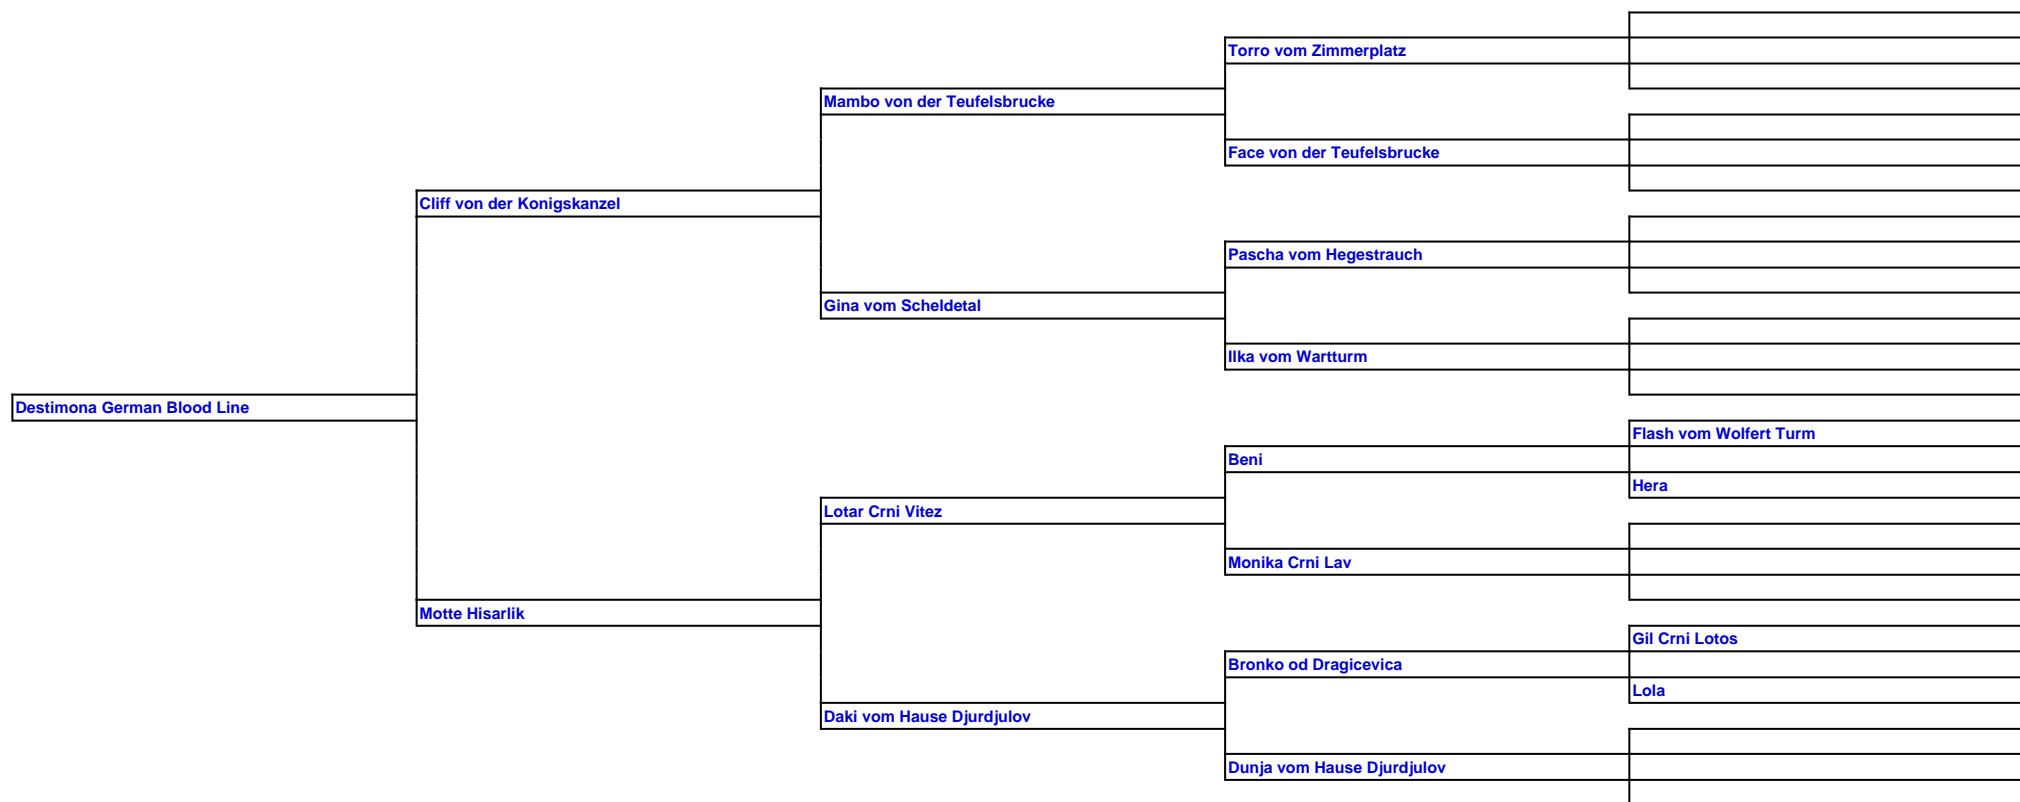 Torro vom Zimmerplatz
Mambo von der Teufelsbrucke
Face von der Teufelsbrucke
Cliff von der Konigskanzel
Pascha vom Hegestrauch
Gina vom Scheldetal
Ilka vom Wartturm
Destimona German Blood Line
Flash vom Wolfert Turm
Beni
Hera
Lotar Crni Vitez
Monika Crni Lav
Motte Hisarlik
Gil Crni Lotos
Bronko od Dragicevica
Lola
Daki vom Hause Djurdjulov
Dunja vom Hause Djurdjulov